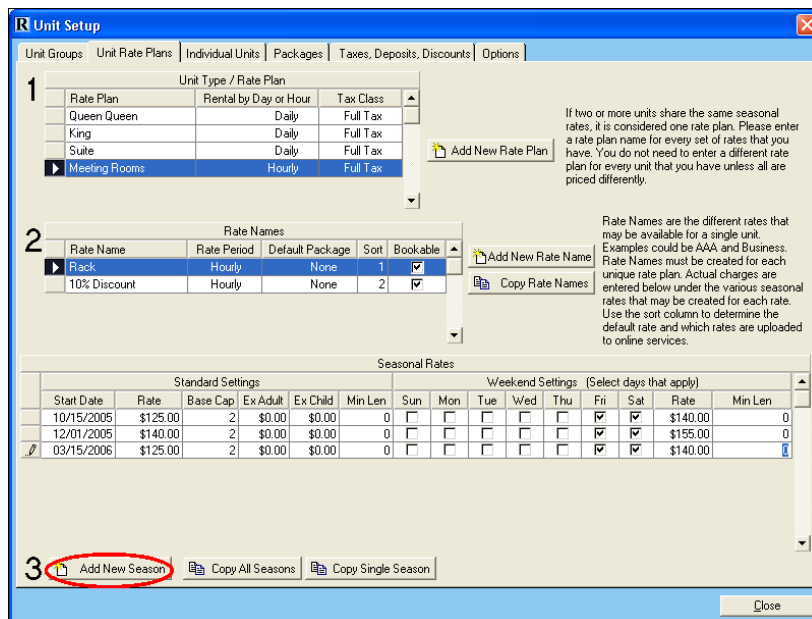 R Unit Setup
Unit Groups Unit Rate Plans Individual Units Packages Taxes, Deposits, Discounts Options
1
Unit Type / Rate Plan
Rate Plan Rental by Day or Hour Tax Class
Queen Queen Daily Full Tax
King Daily Full Tax
Suite Daily Full Tax
Meeting Rooms Hourly Full Tax
Add New Rate Plan
If two or more units share the same seasonal
rates, it is considered one rate plan. Please enter
a rate plan name for every set of rates that you
have. You do not need to enter a different rate
plan for every unit that you have unless all are
priced differently.
2
Rate Names
Rate Name Rate Period Default Package Sort Bookable
Rack Hourly None 1
10% Discount Hourly None 2
Add New Rate Name
Copy Rate Names
Rate Names are the different rates that
may be available for a single unit.
Examples could be AAA and Business.
Rate Names must be created for each
unique rate plan. Actual charges are
entered below under the various seasonal
rates that may be created for each rate.
Use the sort column to determine the
default rate and which rates are uploaded
to online services.
Seasonal Rates
Standard Settings Weekend Settings (Select days that apply)
Start Date Rate Base Cap Ex Adult Ex Child Min Len Sun Mon Tue Wed Thu Fri Sat Rate Min Len
10/15/2005 $125.00 2 $0.00 $0.00 0 $140.00 0
12/01/2005 $140.00 2 $0.00 $0.00 0 $155.00 0
03/15/2006 $125.00 2 $0.00 $0.00 0 $140.00 0
3 Add New Season Copy All Seasons Copy Single Season
Close